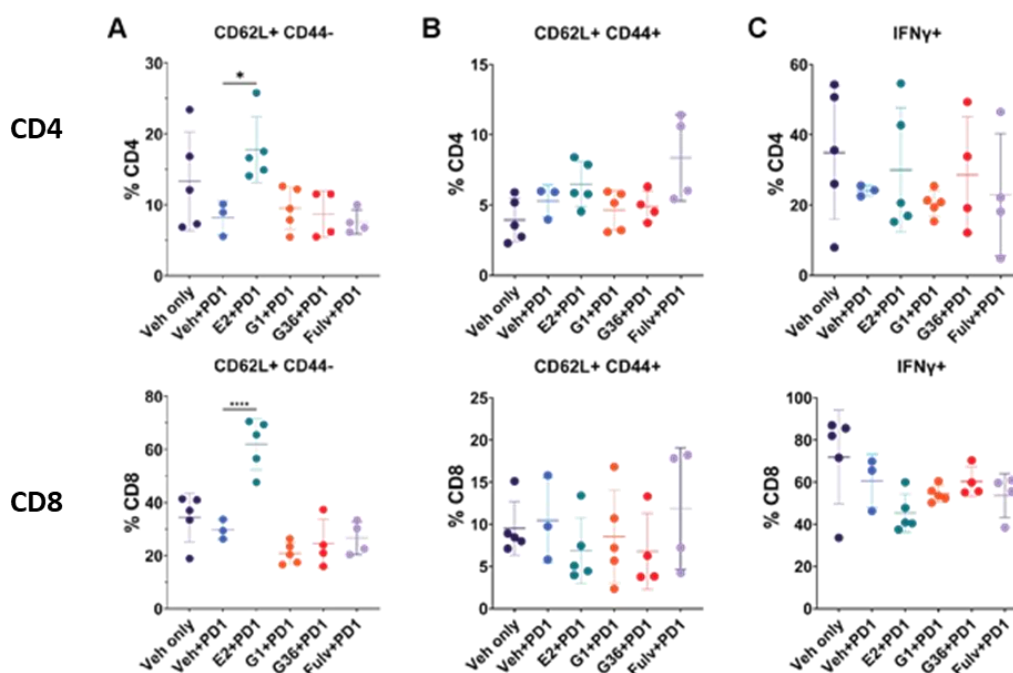 A
CD62L+ CD44-
B
CD62L+ CD44+
C
IFNγ+
CD4
% CD4
30
20
10
0
*
Veh only
Veh+PD1
E2+PD1
G1+PD1
G36+PD1
Fulv+PD1
% CD4
15
10
5
0
Veh only
Veh+PD1
E2+PD1
G1+PD1
G36+PD1
Fulv+PD1
% CD4
60
40
20
0
Veh only
Veh+PD1
E2+PD1
G1+PD1
G36+PD1
Fulv+PD1
CD8
CD62L+ CD44-
% CD8
80
60
40
20
0
****
Veh only
Veh+PD1
E2+PD1
G1+PD1
G36+PD1
Fulv+PD1
CD62L+ CD44+
% CD8
25
20
15
10
5
0
Veh only
Veh+PD1
E2+PD1
G1+PD1
G36+PD1
Fulv+PD1
IFNγ+
% CD8
100
80
60
40
20
0
Veh only
Veh+PD1
E2+PD1
G1+PD1
G36+PD1
Fulv+PD1